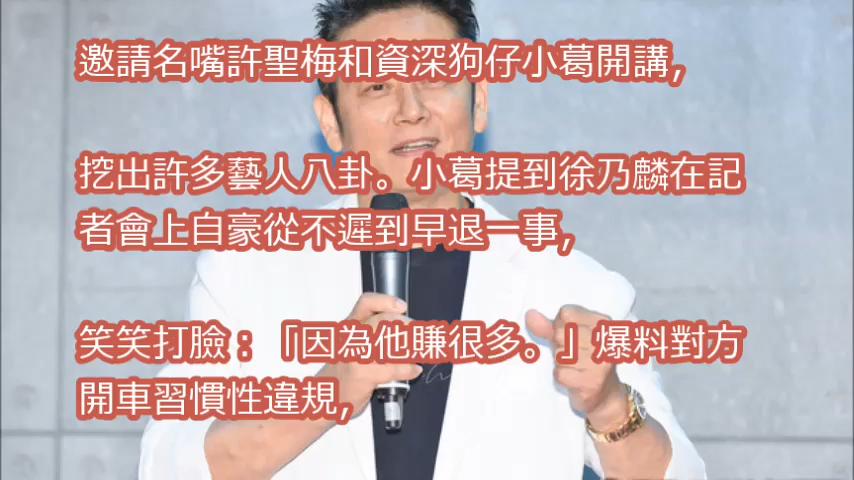 邀請名嘴許聖梅和資深狗仔小葛開講，
挖出許多藝人八卦。小葛提到徐乃麟在記
者會上自豪從不遲到早退一事，
笑笑打臉：「因為他賺很多。」爆料對方
開車習慣性違規，